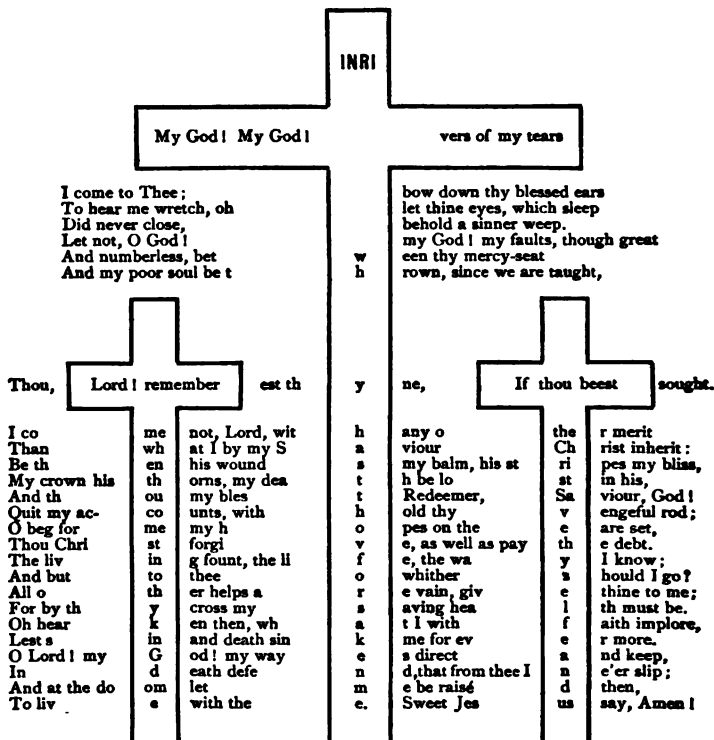 INRI
My God! My God! vers of my tears
I come to Thee; bow down thy blessed ears
To hear me wretch, oh let thine eyes, which sleep
Did never close, behold a sinner weep.
Let not, O God! my God! my faults, though great
And numberless, bet w een thy mercy-seat
And my poor soul be t h rown, since we are taught,
Thou, Lord! remember est th y ne, If thou beest sought.
I co me not, Lord, wit h any o the r merit
Than wh at I by my S a viour Ch rist inherit:
Be th en his wound s my balm, his st ri pes my bliss,
My crown his th orns, my dea t h be lo st in his,
And th ou my bles t Redeemer, Sa viour, God!
Quit my ac- co unts, with h old thy v engeful rod;
O beg for me my h o pes on the e are set,
Thou Chri st forgi v e, as well as pay th e debt.
The liv in g fount, the li f e, the wa y I know;
And but to thee o whither s hould I go?
All o th er helps a r e vain, giv e thine to me;
For by th y cross my s aving hea l th must be.
Oh hear k en then, wh a t I with f aith implore,
Lest s in and death sin k me for ev e r more.
O Lord! my G od! my way e s direct a nd keep,
In d eath defe n d, that from thee I n e'er slip;
And at the do om let m e be raisé d then,
To liv e with the e. Sweet Jes us say, Amen!